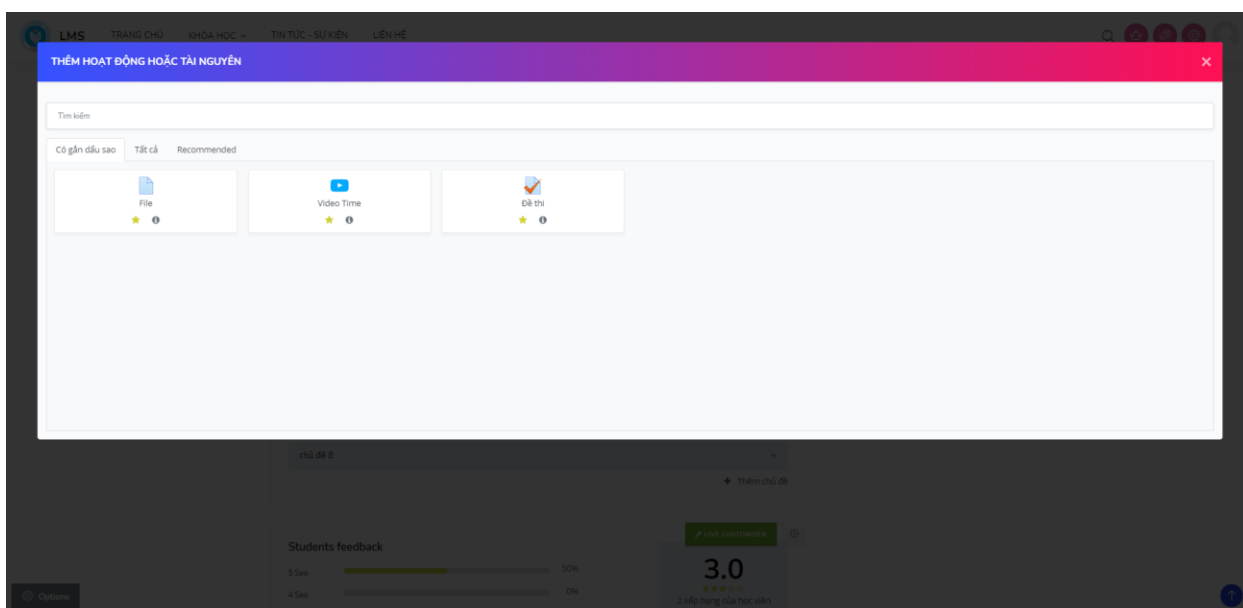 LMS TRANG CHỦ KHÓA HỌC TIN TỨC - SỰ KIỆN LIÊN HỆ
THÊM HOẠT ĐỘNG HOẶC TÀI NGUYÊN
Tìm kiếm
Có gắn dấu sao Tất cả Recommended
File Video Time Đề thi
chủ đề 8
+ Thêm chủ đề
LIVE CUSTOMIZER
Students feedback
5 Sao 50%
3.0
4 Sao 0%
2 xếp hạng của học viên
Options